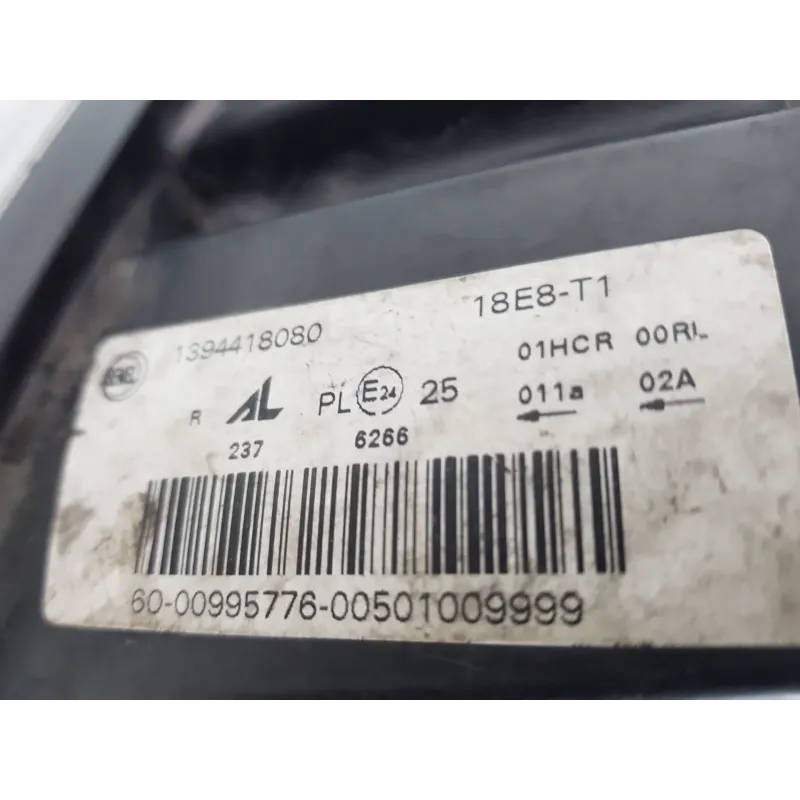 1394418080 18E8-T1
01HCR 00RL
R AL PL E24 25 011a 02A
237 6266
60-00995776-00501009999